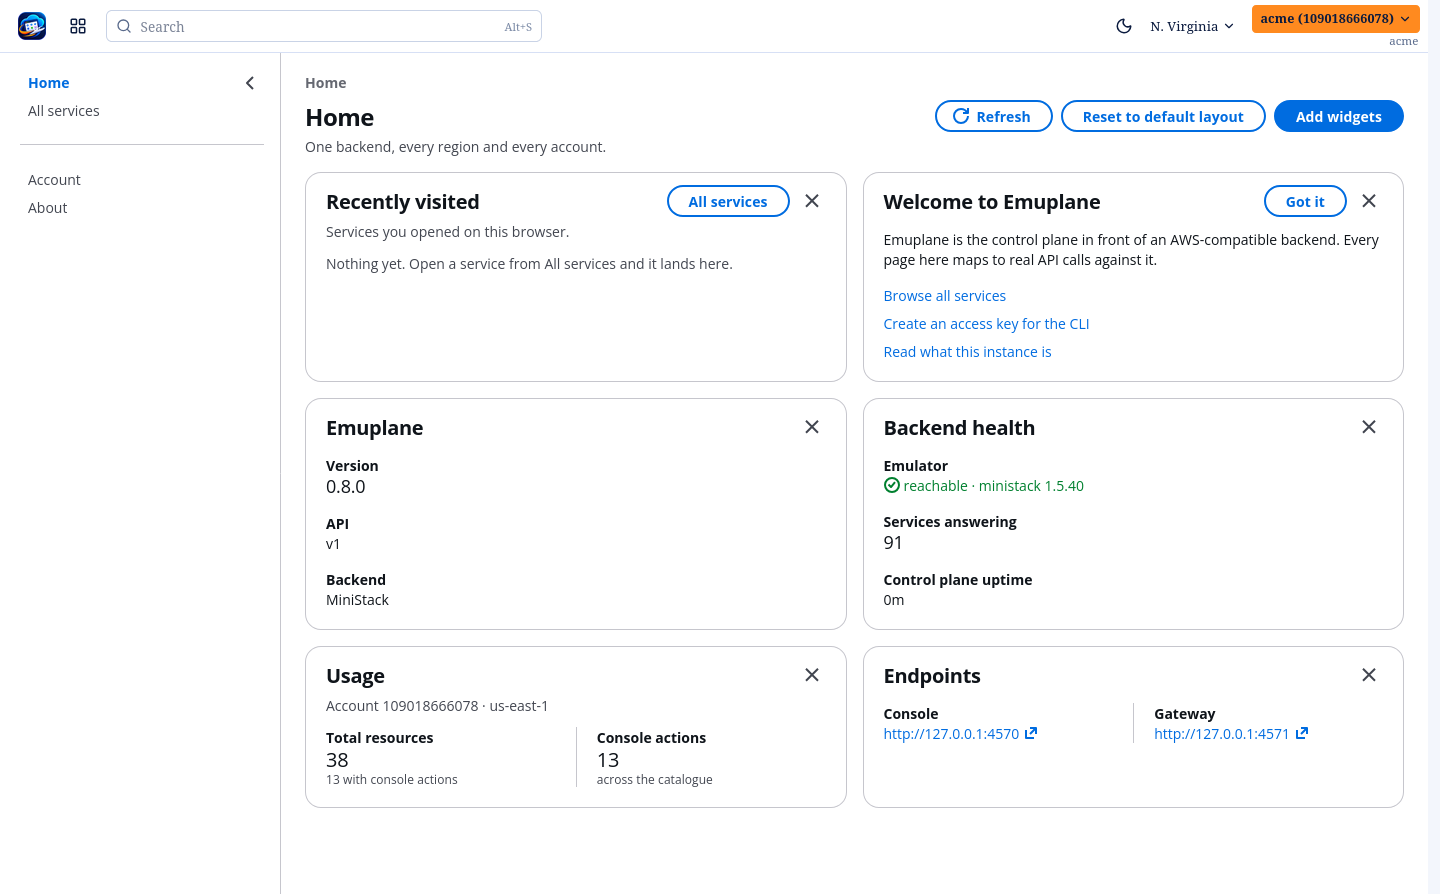 Search
Alt+S
N. Virginia
acme (109018666078)
acme
Home
All services
Account
About
Home
Home
One backend, every region and every account.
Refresh
Reset to default layout
Add widgets
Recently visited
All services
Services you opened on this browser.
Nothing yet. Open a service from All services and it lands here.
Welcome to Emuplane
Got it
Emuplane is the control plane in front of an AWS-compatible backend. Every
page here maps to real API calls against it.
Browse all services
Create an access key for the CLI
Read what this instance is
Emuplane
Version
0.8.0
API
v1
Backend
MiniStack
Backend health
Emulator
reachable · ministack 1.5.40
Services answering
91
Control plane uptime
0m
Usage
Account 109018666078 · us-east-1
Total resources
38
13 with console actions
Console actions
13
across the catalogue
Endpoints
Console
http://127.0.0.1:4570
Gateway
http://127.0.0.1:4571